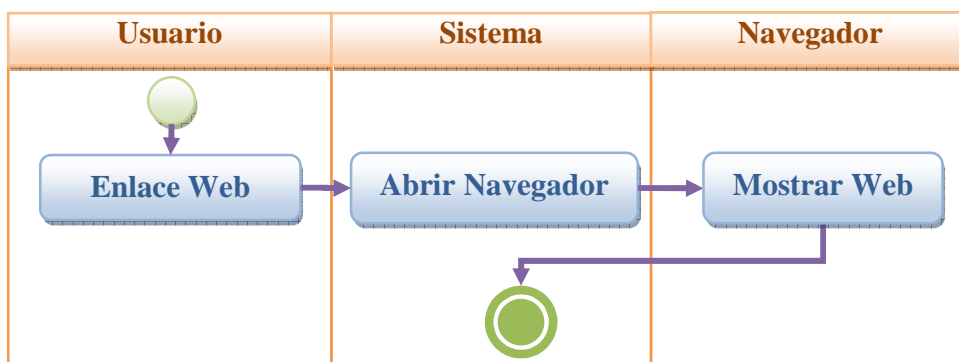 Usuario
Sistema
Navegador
Enlace Web
Abrir Navegador
Mostrar Web